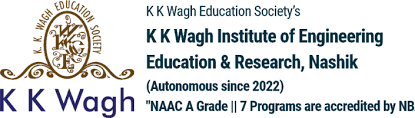 K. K. WAGH EDUCATION SOCIETY
K K Wagh
K K Wagh Education Society's
K K Wagh Institute of Engineering
Education & Research, Nashik
(Autonomous since 2022)
"NAAC A Grade || 7 Programs are accredited by NB